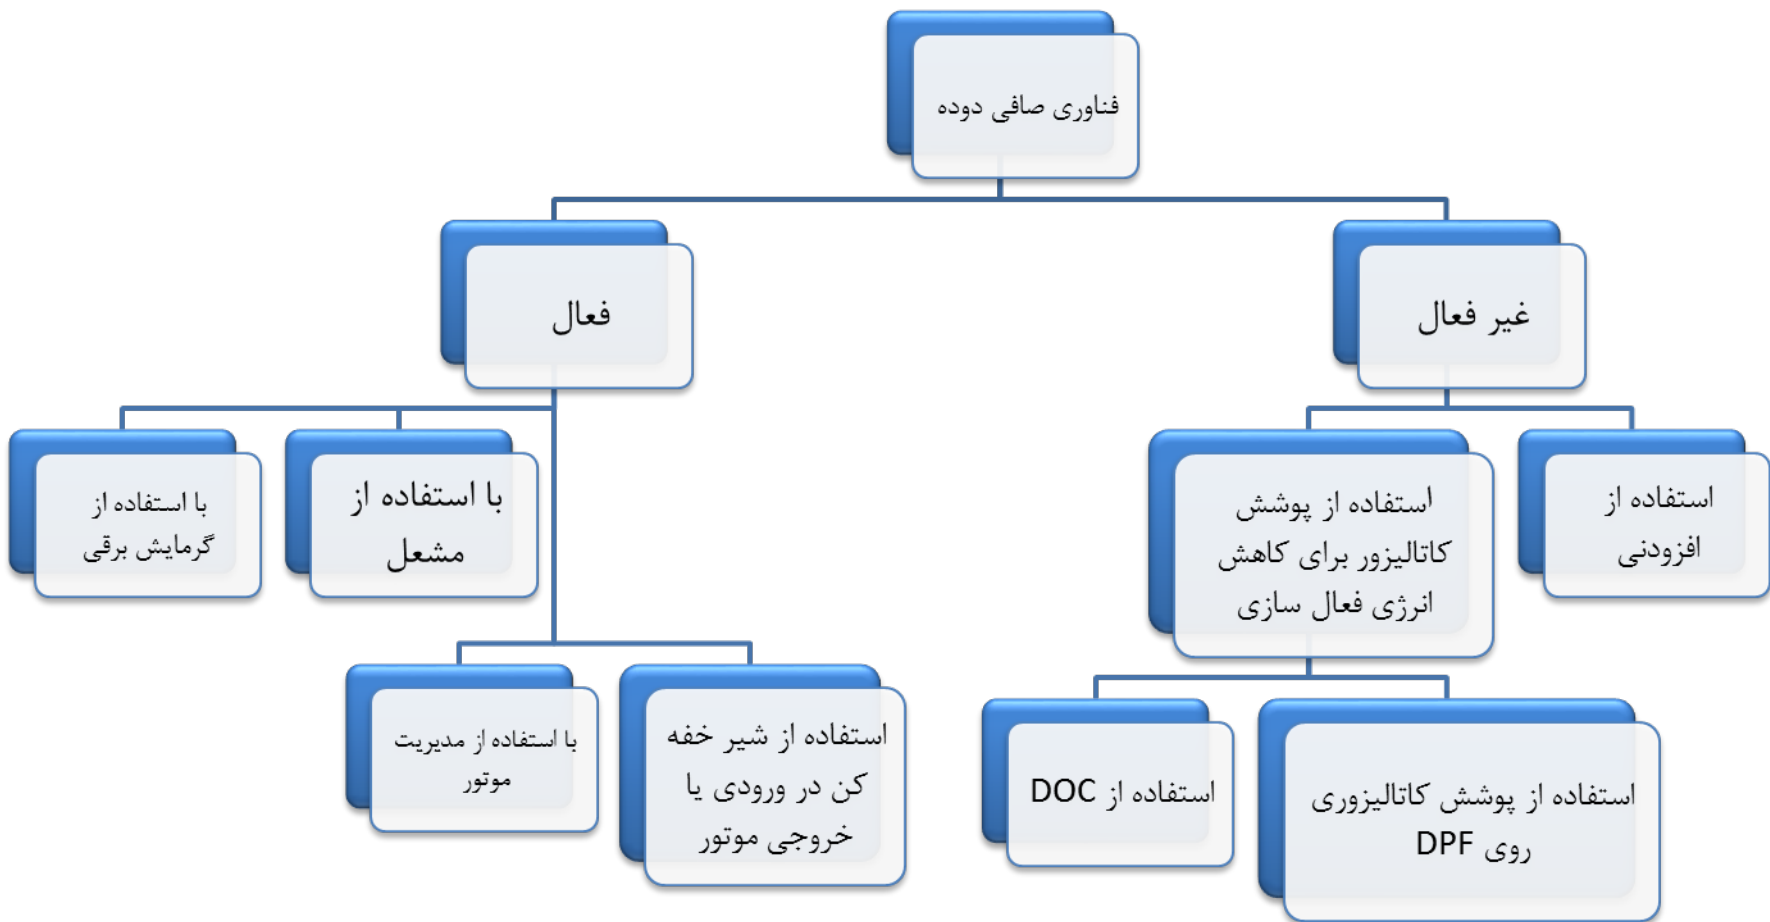 فناوری صافی دوده
غیر فعال
فعال
استفاده از
افزودنی
استفاده از پوشش
کاتالیزور برای کاهش
انرژی فعال سازی
با استفاده از
مشعل
با استفاده از
گرمایش برقی
استفاده از پوشش کاتالیزوری
روی DPF
استفاده از DOC
استفاده از شیر خفه
کن در ورودی یا
خروجی موتور
با استفاده از مدیریت
موتور